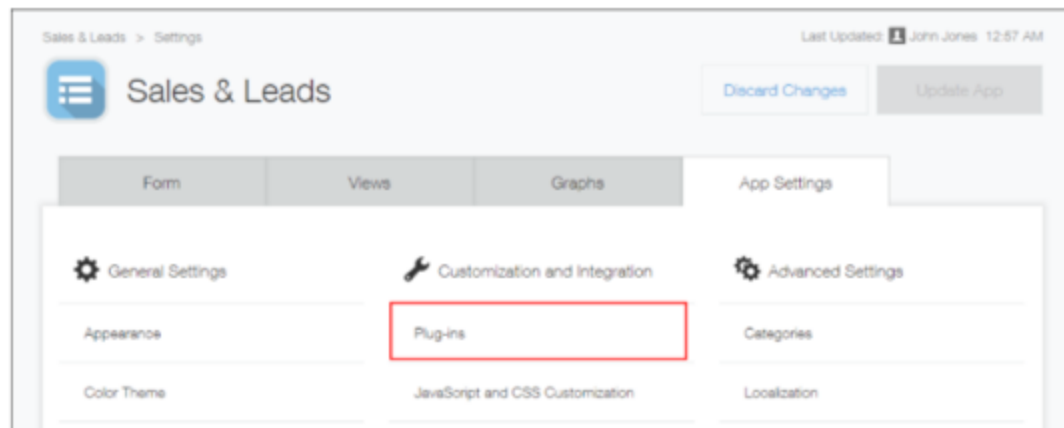 Sales & Leads > Settings
Last Updated: John Jones 12:57 AM
Sales & Leads
Discard Changes
Update App
Form
Views
Graphs
App Settings
General Settings
Customization and Integration
Advanced Settings
Appearance
Plug-ins
Categories
Color Theme
JavaScript and CSS Customization
Localization